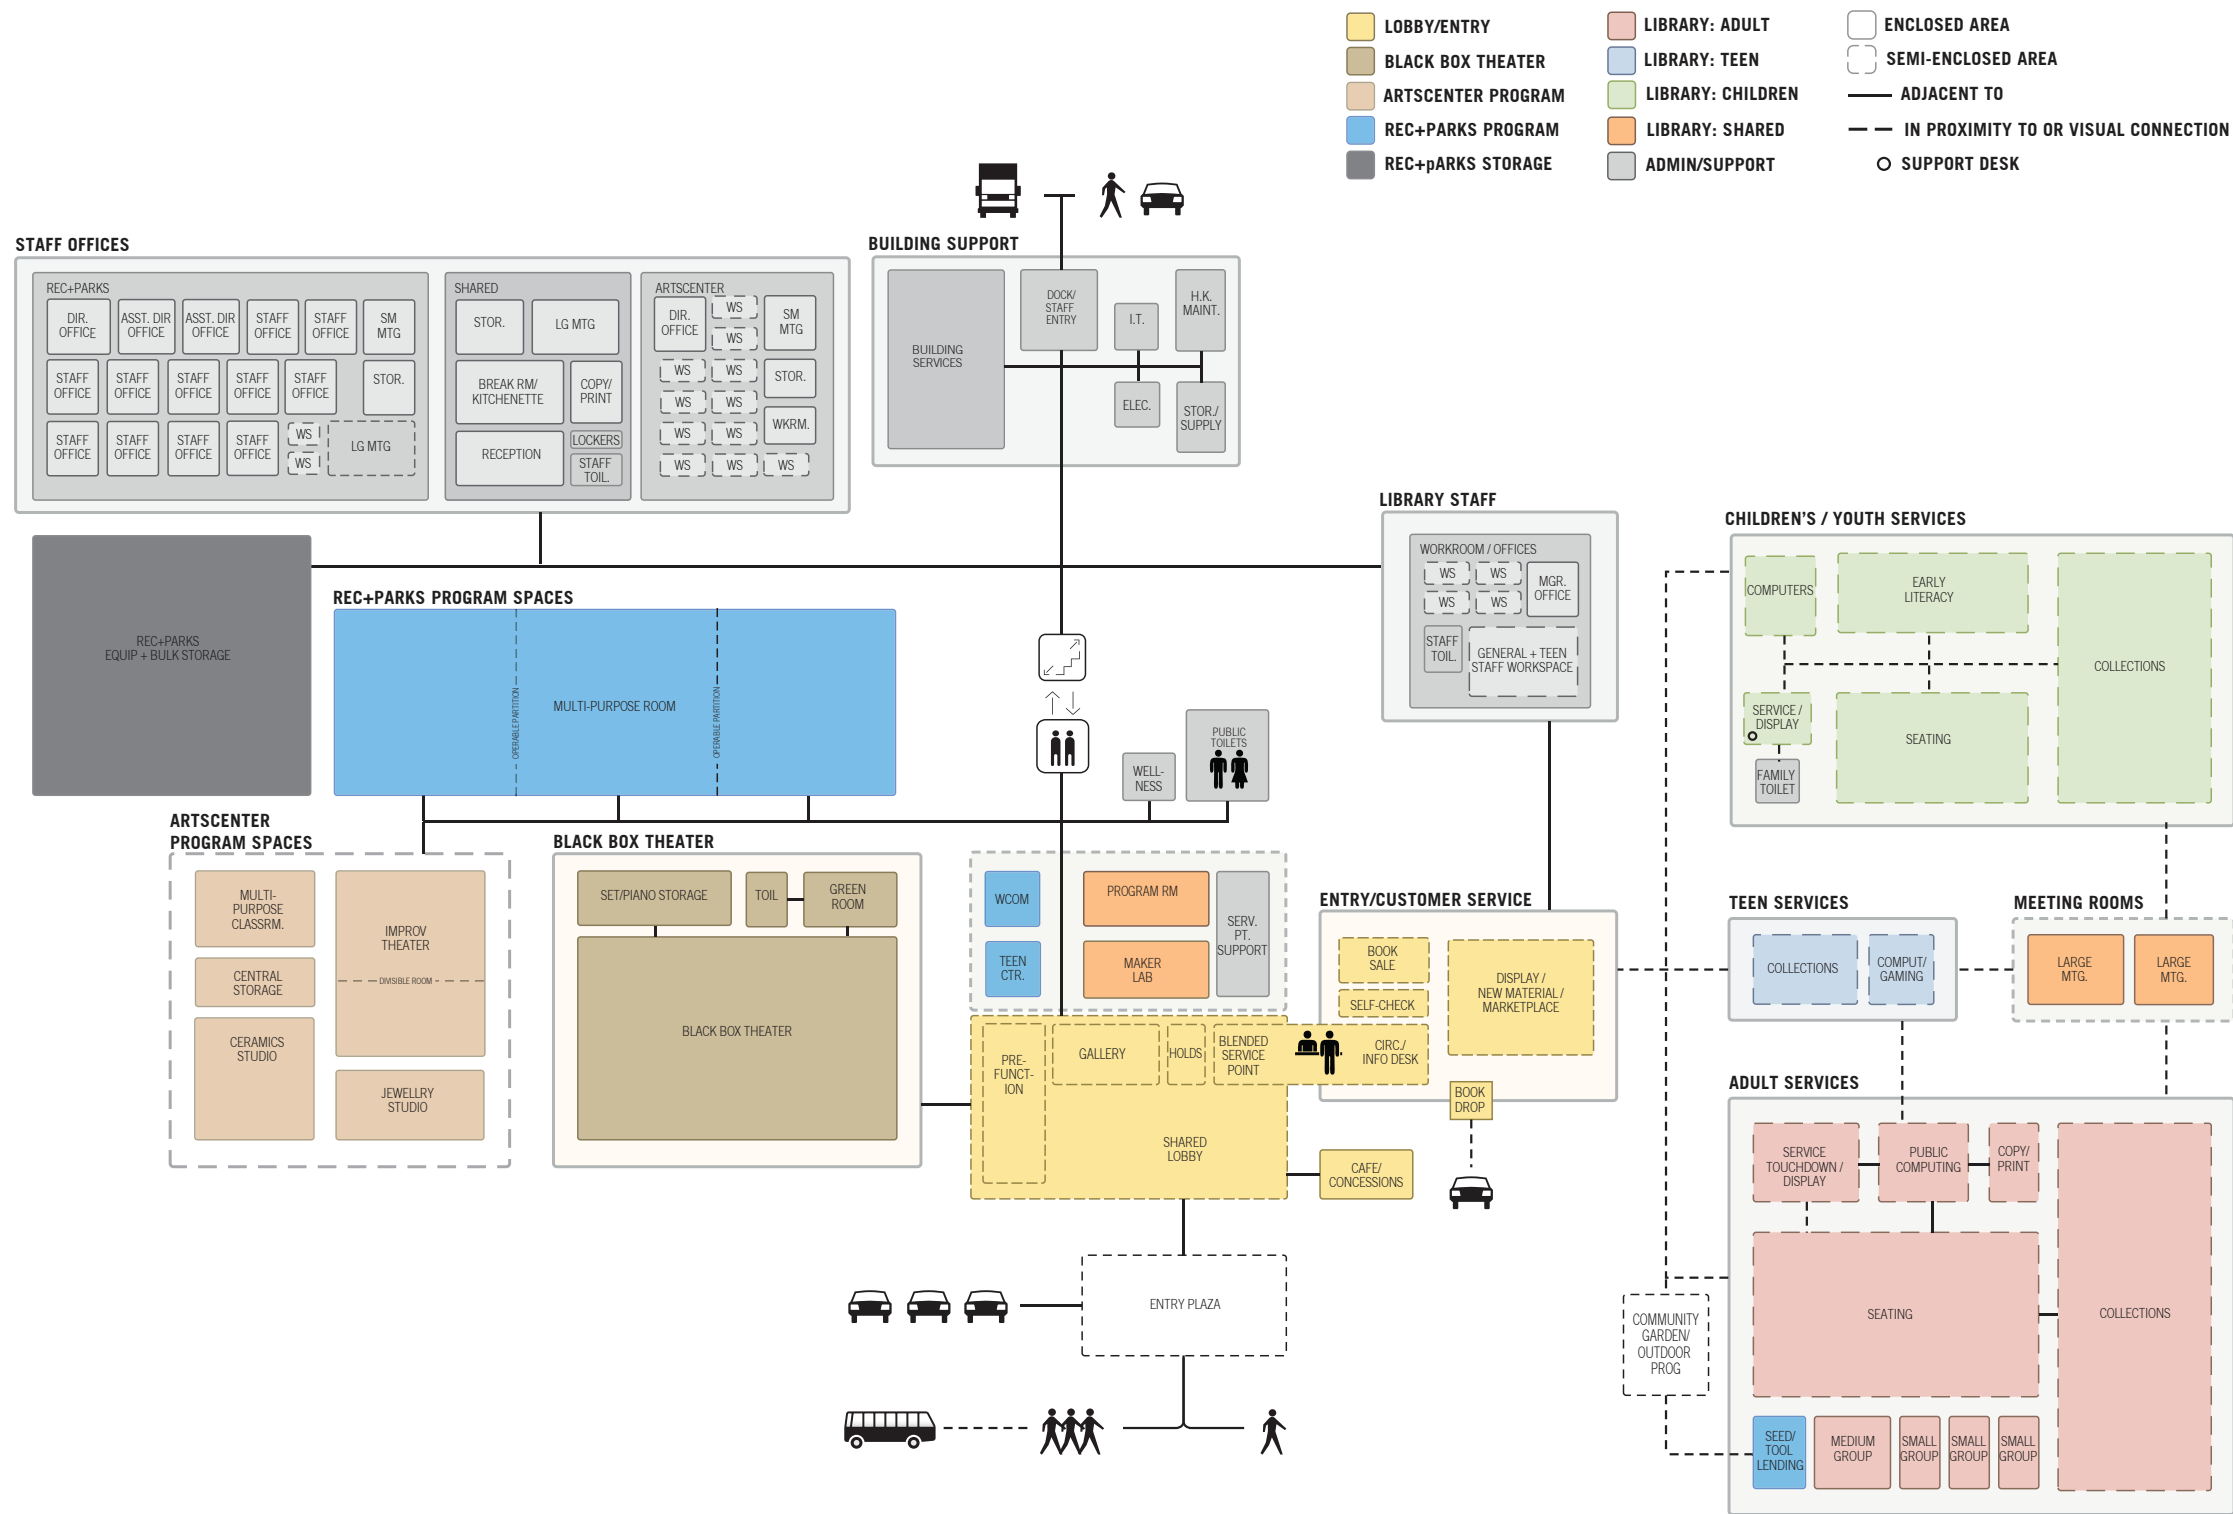 LOBBY/ENTRY
BLACK BOX THEATER
ARTSCENTER PROGRAM
REC+PARKS PROGRAM
REC+pARKS STORAGE
LIBRARY: ADULT
LIBRARY: TEEN
LIBRARY: CHILDREN
LIBRARY: SHARED
ADMIN/SUPPORT
ENCLOSED AREA
SEMI-ENCLOSED AREA
ADJACENT TO
IN PROXIMITY TO OR VISUAL CONNECTION
SUPPORT DESK
STAFF OFFICES
REC+PARKS
DIR.
OFFICE
ASST. DIR
OFFICE
ASST. DIR
OFFICE
STAFF
OFFICE
STAFF
OFFICE
SM
MTG
STAFF
OFFICE
STAFF
OFFICE
STAFF
OFFICE
STAFF
OFFICE
STAFF
OFFICE
STOR.
STAFF
OFFICE
STAFF
OFFICE
STAFF
OFFICE
STAFF
OFFICE
WS
WS
LG MTG
SHARED
STOR.
LG MTG
BREAK RM/
KITCHENETTE
COPY/
PRINT
RECEPTION
LOCKERS
STAFF
TOIL.
ARTSCENTER
DIR.
OFFICE
WS
WS
SM
MTG
WS
WS
STOR.
WS
WS
WKRM.
WS
WS
WS
WS
WS
BUILDING SUPPORT
BUILDING
SERVICES
DOCK/
STAFF
ENTRY
I.T.
H.K.
MAINT.
ELEC.
STOR./
SUPPLY
LIBRARY STAFF
WORKROOM / OFFICES
WS
WS
WS
WS
MGR.
OFFICE
STAFF
TOIL.
GENERAL + TEEN
STAFF WORKSPACE
CHILDREN'S / YOUTH SERVICES
COMPUTERS
EARLY
LITERACY
COLLECTIONS
SERVICE /
DISPLAY
SEATING
FAMILY
TOILET
REC+PARKS
EQUIP + BULK STORAGE
REC+PARKS PROGRAM SPACES
OPERABLE PARTITION
MULTI-PURPOSE ROOM
OPERABLE PARTITION
WELL-
NESS
PUBLIC
TOILETS
ARTSCENTER
PROGRAM SPACES
MULTI-
PURPOSE
CLASSRM.
IMPROV
THEATER
DIVISIBLE ROOM
CENTRAL
STORAGE
CERAMICS
STUDIO
JEWELLRY
STUDIO
BLACK BOX THEATER
SET/PIANO STORAGE
TOIL
GREEN
ROOM
BLACK BOX THEATER
WCOM
TEEN
CTR.
PROGRAM RM
MAKER
LAB
SERV.
PT.
SUPPORT
PRE-
FUNCT-
ION
GALLERY
HOLDS
BLENDED
SERVICE
POINT
SHARED
LOBBY
ENTRY/CUSTOMER SERVICE
BOOK
SALE
SELF-CHECK
DISPLAY /
NEW MATERIAL /
MARKETPLACE
CIRC./
INFO DESK
BOOK
DROP
CAFE/
CONCESSIONS
ENTRY PLAZA
TEEN SERVICES
COLLECTIONS
COMPUT/
GAMING
MEETING ROOMS
LARGE
MTG.
LARGE
MTG.
ADULT SERVICES
SERVICE
TOUCHDOWN /
DISPLAY
PUBLIC
COMPUTING
COPY/
PRINT
SEATING
COLLECTIONS
COMMUNITY
GARDEN/
OUTDOOR
PROG
SEED/
TOOL
LENDING
MEDIUM
GROUP
SMALL
GROUP
SMALL
GROUP
SMALL
GROUP